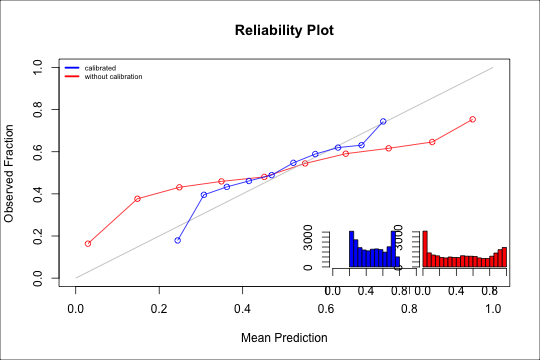 Reliability Plot
calibrated
without calibration
Observed Fraction
1.0
0.8
0.6
0.4
0.2
0.0
3000
0
3000
0
0.0 0.4 0.8
0.0 0.4 0.8
0.0 0.2 0.4 0.6 0.8 1.0
Mean Prediction